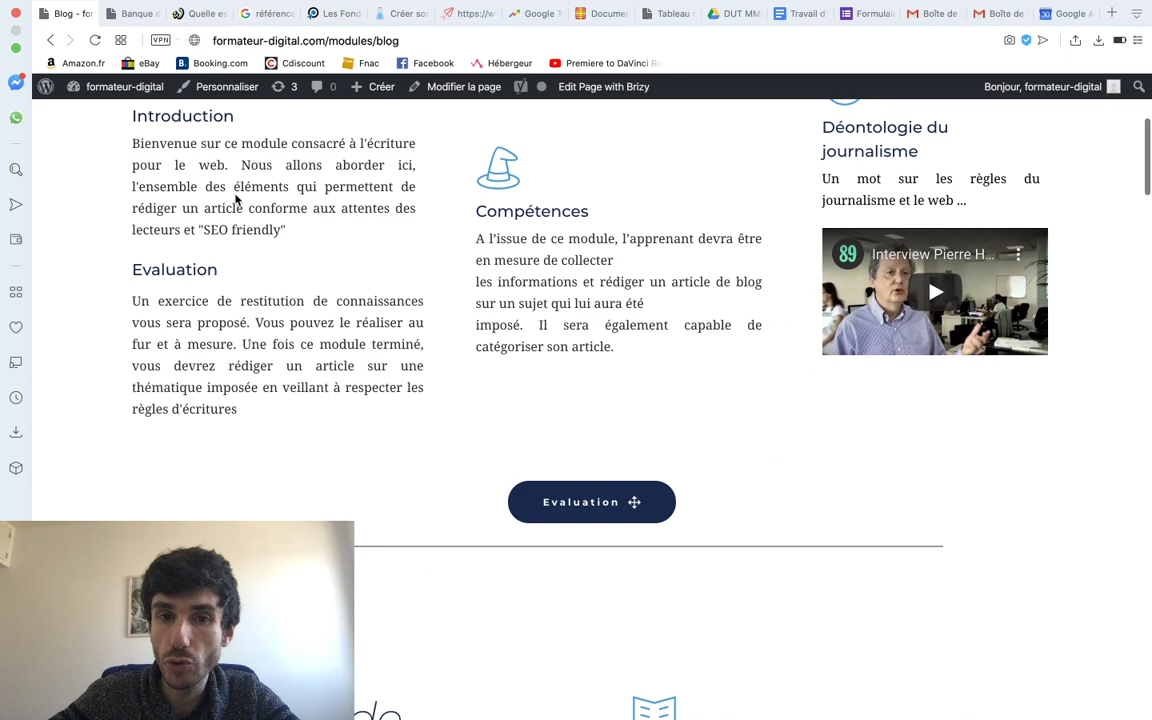 Blog - for
Banque d
Quelle es
référence
Les Fond
Créer son
https://w
Google T
Documen
Tableau d
DUT MM
Travail d'
Formulai
Boîte de
Boîte de
Google A
VPN
formateur-digital.com/modules/blog
Amazon.fr
eBay
Booking.com
Cdiscount
Fnac
Facebook
Hébergeur
Premiere to DaVinci Re
formateur-digital
Personnaliser
3
0
Créer
Modifier la page
Edit Page with Brizy
Bonjour, formateur-digital
Introduction
Bienvenue sur ce module consacré à l'écriture
pour le web. Nous allons aborder ici,
l'ensemble des éléments qui permettent de
rédiger un article conforme aux attentes des
lecteurs et "SEO friendly"
Evaluation
Un exercice de restitution de connaissances
vous sera proposé. Vous pouvez le réaliser au
fur et à mesure. Une fois ce module terminé,
vous devrez rédiger un article sur une
thématique imposée en veillant à respecter les
règles d'écritures
Compétences
A l'issue de ce module, l'apprenant devra être
en mesure de collecter
les informations et rédiger un article de blog
sur un sujet qui lui aura été
imposé. Il sera également capable de
catégoriser son article.
Déontologie du
journalisme
Un mot sur les règles du
journalisme et le web ...
89
Interview Pierre H...
Evaluation